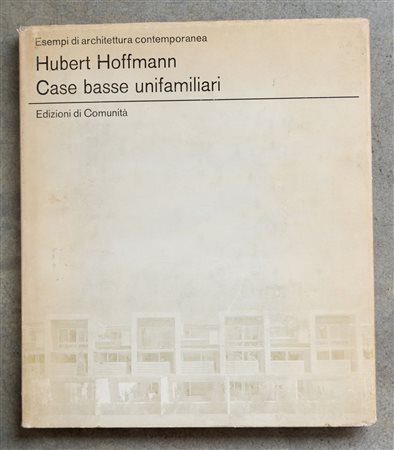 Esempi di architettura contemporanea
Hubert Hoffmann
Case basse unifamiliari
Edizioni di Comunità